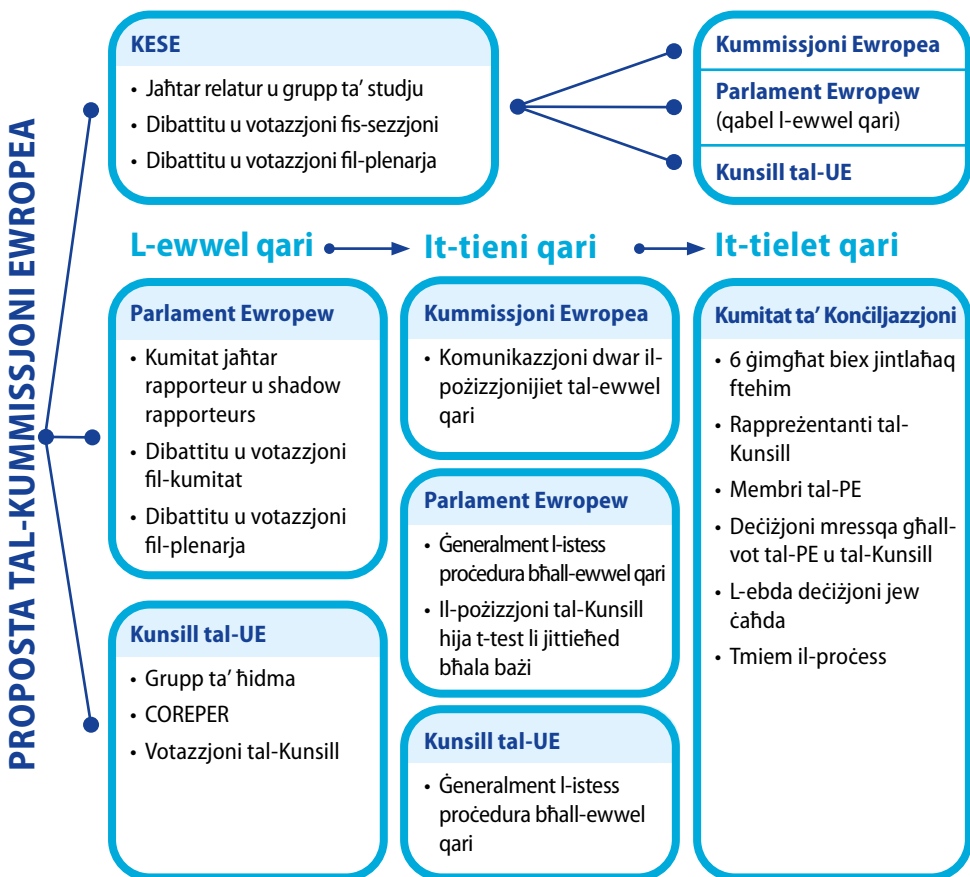 PROPOSTA TAL-KUMMISSJONI EWROPEA
KESE
• Jaħtar relatur u grupp ta’ studju
• Dibattitu u votazzjoni fis-sezzjoni
• Dibattitu u votazzjoni fil-plenarja
Kummissjoni Ewropea
Parlament Ewropew
(qabel l-ewwel qari)
Kunsill tal-UE
L-ewwel qari
It-tieni qari
It-tielet qari
Parlament Ewropew
• Kumitat jaħtar
rapporteur u shadow
rapporteurs
• Dibattitu u votazzjoni
fil-kumitat
• Dibattitu u votazzjoni
fil-plenarja
Kunsill tal-UE
• Grupp ta’ ħidma
• COREPER
• Votazzjoni tal-Kunsill
Kummissjoni Ewropea
• Komunikazzjoni dwar il-
pożizzjonijiet tal-ewwel
qari
Parlament Ewropew
• Ġeneralment l-istess
proċedura bħall-ewwel qari
• Il-pożizzjoni tal-Kunsill
hija t-test li jittieħed
bħala bażi
Kunsill tal-UE
• Ġeneralment l-istess
proċedura bħall-ewwel
qari
Kumitat ta’ Konċiljazzjoni
• 6 ġimgħat biex jintlaħaq
ftehim
• Rappreżentanti tal-
Kunsill
• Membri tal-PE
• Deċiżjoni mressqa għall-
vot tal-PE u tal-Kunsill
• L-ebda deċiżjoni jew
ċaħda
• Tmiem il-proċess